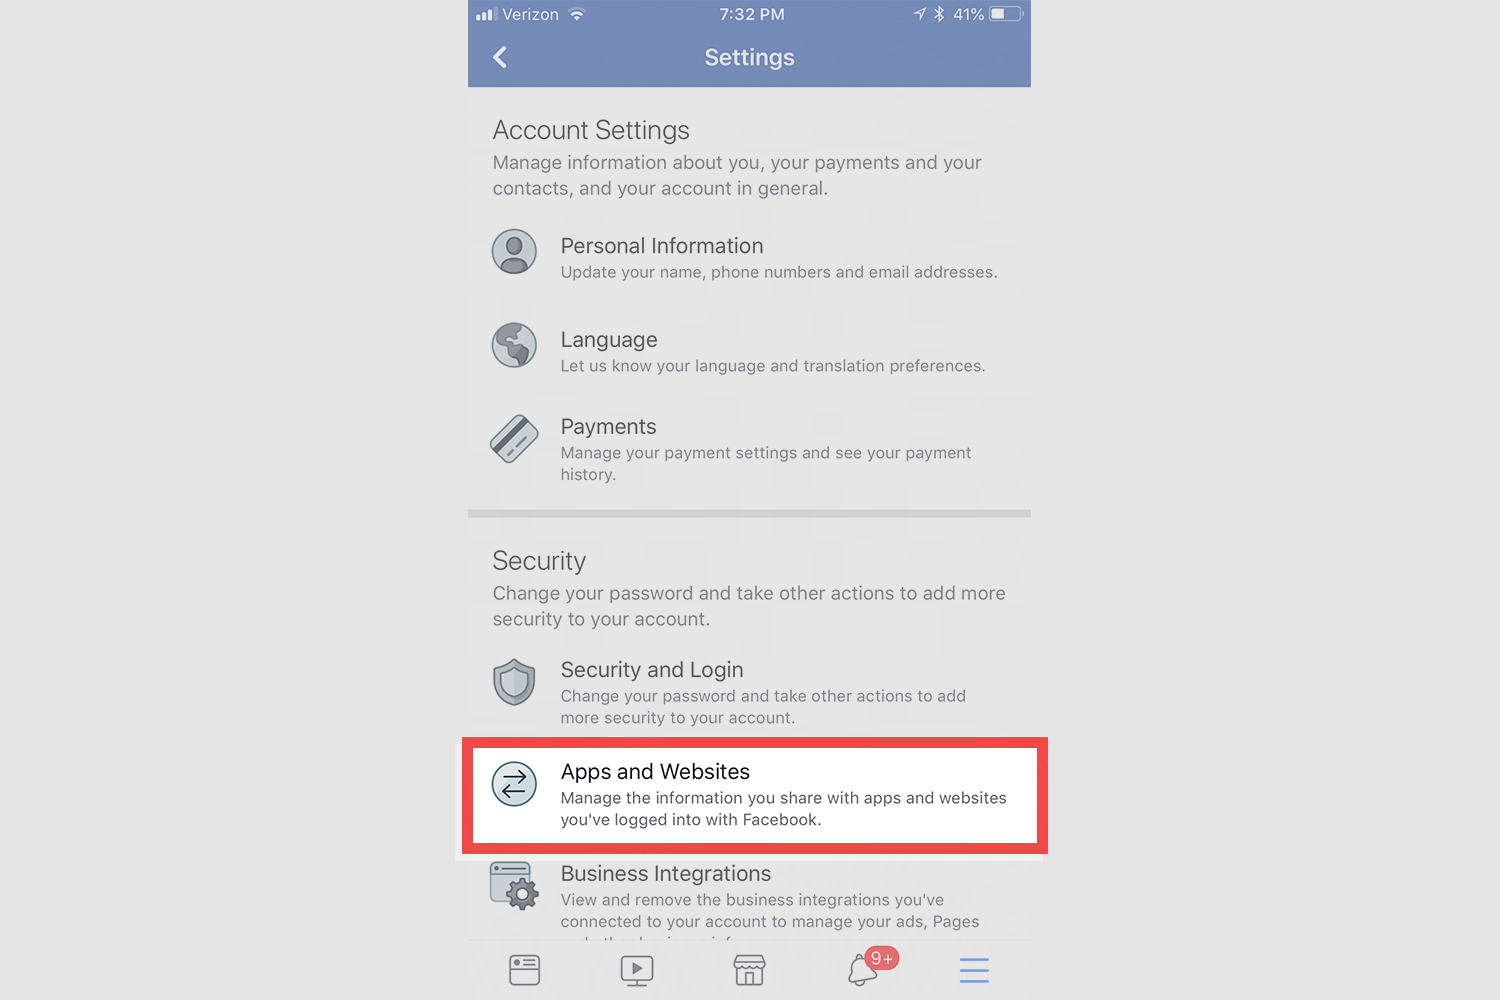 Verizon 7:32 PM 41%
Settings
Account Settings
Manage information about you, your payments and your
contacts, and your account in general.
Personal Information
Update your name, phone numbers and email addresses.
Language
Let us know your language and translation preferences.
Payments
Manage your payment settings and see your payment
history.
Security
Change your password and take other actions to add more
security to your account.
Security and Login
Change your password and take other actions to add
more security to your account.
Apps and Websites
Manage the information you share with apps and websites
you've logged into with Facebook.
Business Integrations
View and remove the business integrations you've
connected to your account to manage your ads, Pages
9+